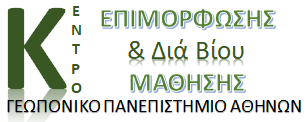 ΚΕΝΤΡΟ
ΕΠΙΜΟΡΦΩΣΗΣ
& Διά Βίου
ΜΑΘΗΣΗΣ
ΓΕΩΠΟΝΙΚΟ ΠΑΝΕΠΙΣΤΗΜΙΟ ΑΘΗΝΩΝ